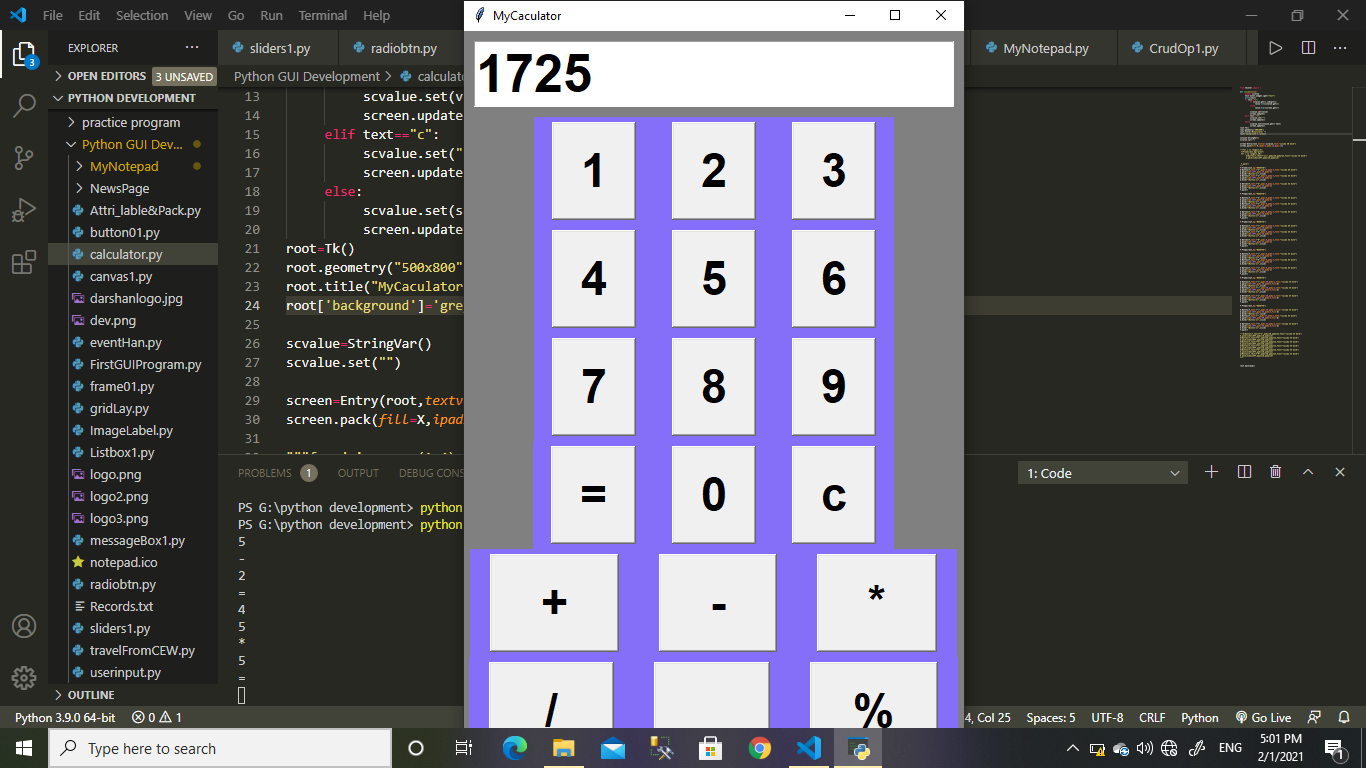 File Edit Selection View Go Run Terminal Help
MyCaculator
EXPLORER
sliders1.py
radiobtn.py
MyNotepad.py
CrudOp1.py
OPEN EDITORS 3 UNSAVED
PYTHON DEVELOPMENT
practice program
Python GUI Dev...
MyNotepad
NewsPage
Attri_lable&Pack.py
button01.py
calculator.py
canvas1.py
darshanlogo.jpg
dev.png
eventHan.py
FirstGUIProgram.py
frame01.py
gridLay.py
ImageLabel.py
Listbox1.py
logo.png
logo2.png
logo3.png
messageBox1.py
notepad.ico
radiobtn.py
Records.txt
sliders1.py
travelFromCEW.py
userinput.py
OUTLINE
3
Python GUI Development > calculato
13 scvalue.set(v
14 screen.update
15 elif text=="c":
16 scvalue.set("
17 screen.update
18 else:
19 scvalue.set(s
20 screen.update
21 root=Tk()
22 root.geometry("500x800"
23 root.title("MyCaculator
24 root['background']='gre
25
26 scvalue=StringVar()
27 scvalue.set("")
28
29 screen=Entry(root,textv
30 screen.pack(fill=X,ipad
31
PROBLEMS 1 OUTPUT DEBUG CONS
1: Code
PS G:\python development> python
PS G:\python development> python
5
-
2
=
4
5
*
5
=
1725
1 2 3
4 5 6
7 8 9
= 0 c
+ - *
/ %
Python 3.9.0 64-bit 0 1
4, Col 25 Spaces: 5 UTF-8 CRLF Python Go Live
Type here to search
ENG
5:01 PM
2/1/2021
1